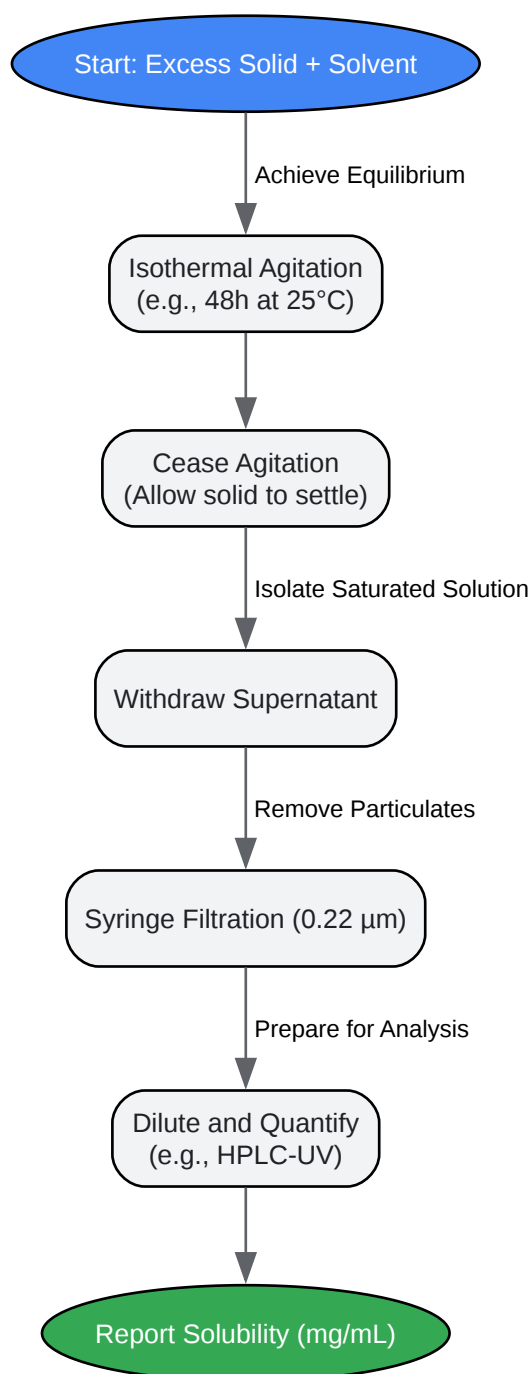 Start: Excess Solid + Solvent
Achieve Equilibrium
Isothermal Agitation
(e.g., 48h at 25°C)
Cease Agitation
(Allow solid to settle)
Isolate Saturated Solution
Withdraw Supernatant
Remove Particulates
Syringe Filtration (0.22 µm)
Prepare for Analysis
Dilute and Quantify
(e.g., HPLC-UV)
Report Solubility (mg/mL)